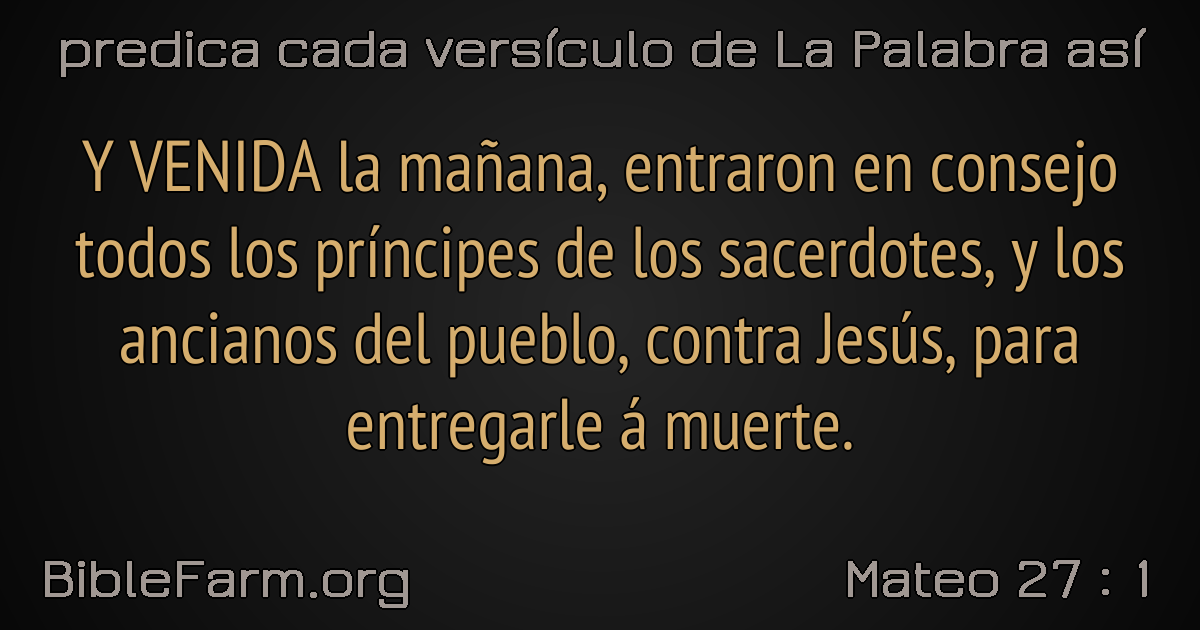 predica cada versículo de La Palabra así
Y VENIDA la mañana, entraron en consejo
todos los príncipes de los sacerdotes, y los
ancianos del pueblo, contra Jesús, para
entregarle á muerte.
BibleFarm.org
Mateo 27 : 1